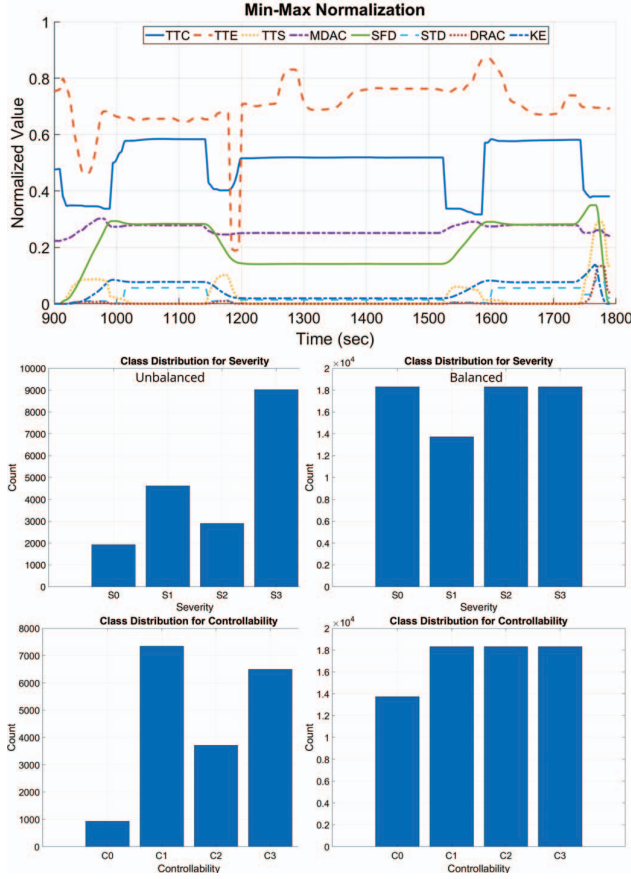 Min-Max Normalization
TTC TTE TTS MDAC SFD STD DRAC KE
1
0.8
0.6
0.4
0.2
0
Normalized Value
900 1000 1100 1200 1300 1400 1500 1600 1700 1800
Time (sec)
Class Distribution for Severity
Unbalanced
10000
9000
8000
7000
6000
5000
4000
3000
2000
1000
0
Count
S0 S1 S2 S3
Severity
Class Distribution for Severity
Balanced
×10⁴
2
1.8
1.6
1.4
1.2
1
0.8
0.6
0.4
0.2
0
Count
S0 S1 S2 S3
Severity
Class Distribution for Controllability
8000
7000
6000
5000
4000
3000
2000
1000
0
Count
C0 C1 C2 C3
Controllability
Class Distribution for Controllability
×10⁴
2
1.8
1.6
1.4
1.2
1
0.8
0.6
0.4
0.2
0
Count
C0 C1 C2 C3
Controllability